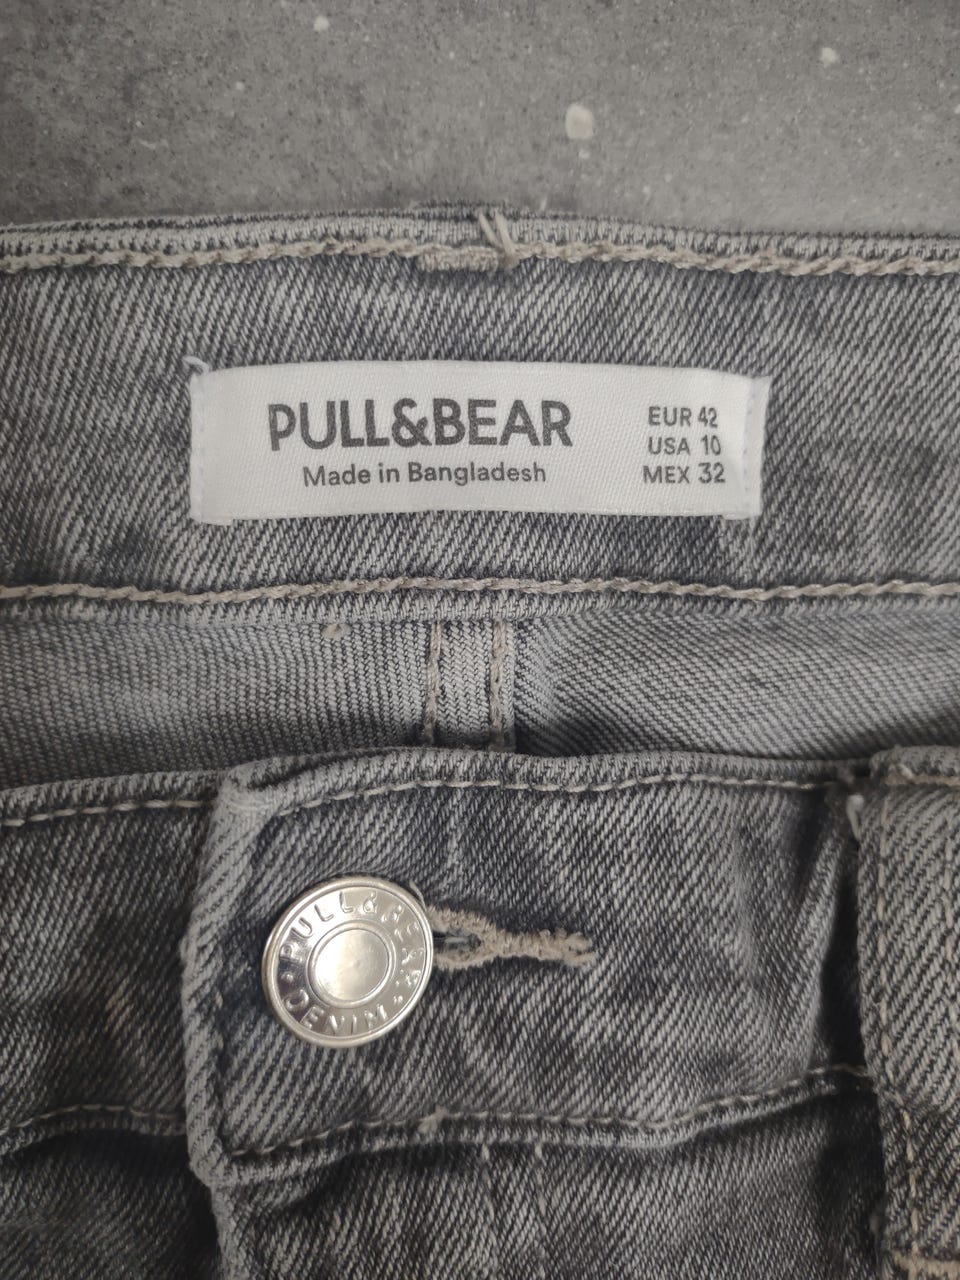 PULL&BEAR
Made in Bangladesh
EUR 42
USA 10
MEX 32
PULL&BEAR
DENIM